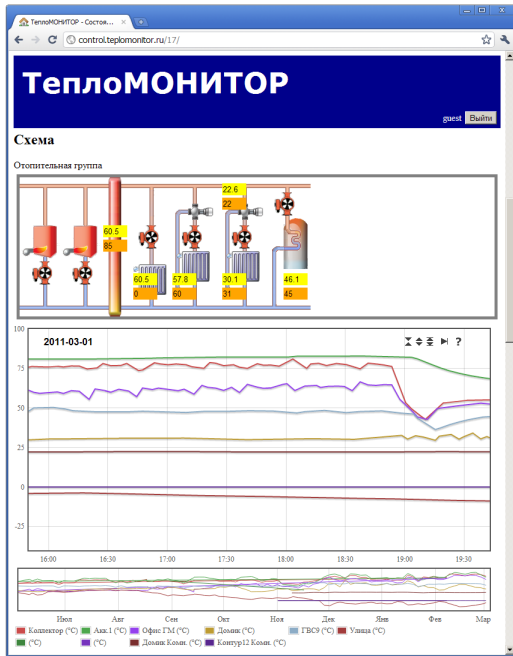 ТеплоМОНИТОР - Состоя...
control.teplomonitor.ru/17/
ТеплоМОНИТОР
guest Выйти
Схема
Отопительная группа
22.6
22
60.5
85
60.5 57.8 30.1 46.1
0 60 31 45
100
2011-03-01 ?
75
50
25
0
-25
16:00 16:30 17:00 17:30 18:00 18:30 19:00 19:30
Июл Авг Сен Окт Ноя Дек Янв Фев Мар
Коллектор (°C) Акк.1 (°C) Офис ГМ (°C) Домик (°C) ГВС9 (°C) Улица (°C)
(°C) (°C) Домик Комн. (°C) Контур12 Комн. (°C)